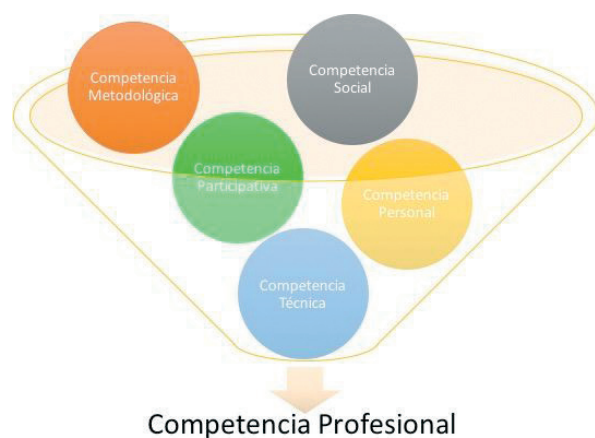 Competencia
Metodológica
Competencia
Social
Competencia
Participativa
Competencia
Personal
Competencia
Técnica
Competencia Profesional